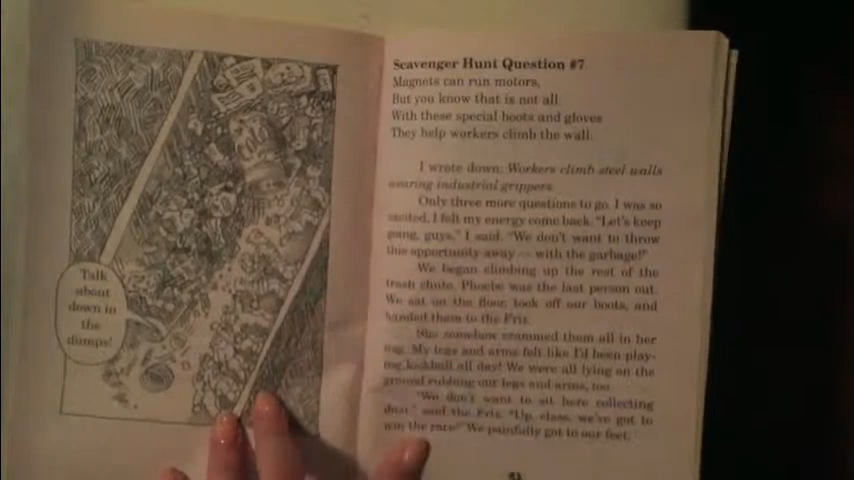 Talk
about
down in
the
dumps!
Scavenger Hunt Question #7
Magnets can run motors,
But you know that is not all.
With these special boots and gloves
They help workers climb the wall.
I wrote down: Workers climb steel walls
wearing industrial grippers.
Only three more questions to go. I was so
excited, I felt my energy come back. "Let's keep
going, guys," I said. "We don't want to throw
this opportunity away — with the garbage!"
We began climbing up the rest of the
trash chute. Phoebe was the last person out.
We sat on the floor, took off our boots, and
handed them to the Friz.
She somehow crammed them all in her
bag. My legs and arms felt like I'd been play-
ing kickball all day! We were all lying on the
ground rubbing our legs and arms, too.
"We don't want to sit here collecting
dust," said the Friz. "Up, class, we've got to
win the race!" We painfully got to our feet.